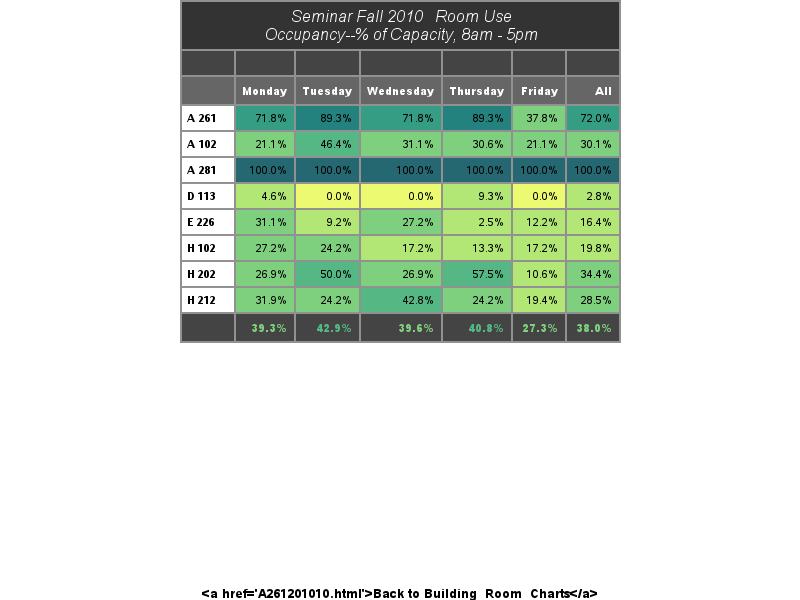 Seminar Fall 2010 Room Use
Occupancy--% of Capacity, 8am - 5pm
Monday Tuesday Wednesday Thursday Friday All
A 261 71.8% 89.3% 71.8% 89.3% 37.8% 72.0%
A 102 21.1% 46.4% 31.1% 30.6% 21.1% 30.1%
A 281 100.0% 100.0% 100.0% 100.0% 100.0% 100.0%
D 113 4.6% 0.0% 0.0% 9.3% 0.0% 2.8%
E 226 31.1% 9.2% 27.2% 2.5% 12.2% 16.4%
H 102 27.2% 24.2% 17.2% 13.3% 17.2% 19.8%
H 202 26.9% 50.0% 26.9% 57.5% 10.6% 34.4%
H 212 31.9% 24.2% 42.8% 24.2% 19.4% 28.5%
39.3% 42.9% 39.6% 40.8% 27.3% 38.0%
<a href='A261201010.html'>Back to Building Room Charts</a>